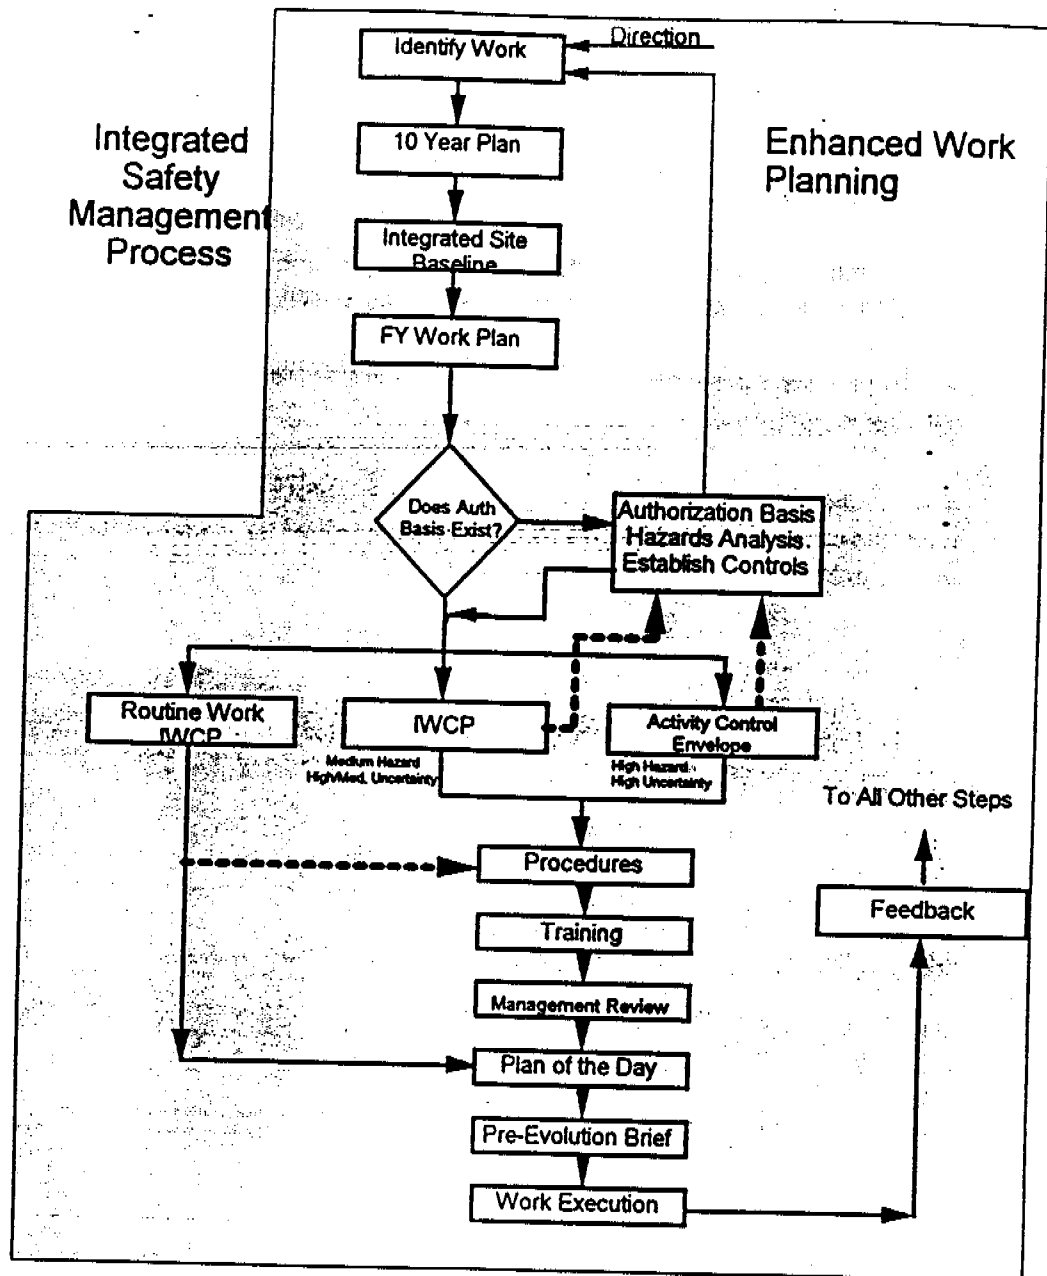 Direction
Identify Work
Integrated
Safety
Management
Process
Enhanced Work
Planning
10 Year Plan
Integrated Site
Baseline
FY Work Plan
Does Auth
Basis Exist?
Authorization Basis
Hazards Analysis
Establish Controls
Routine Work
IWCP
IWCP
Medium Hazard
High/Med. Uncertainty
Activity Control
Envelope
High Hazard
High Uncertainty
To All Other Steps
Procedures
Feedback
Training
Management Review
Plan of the Day
Pre-Evolution Brief
Work Execution